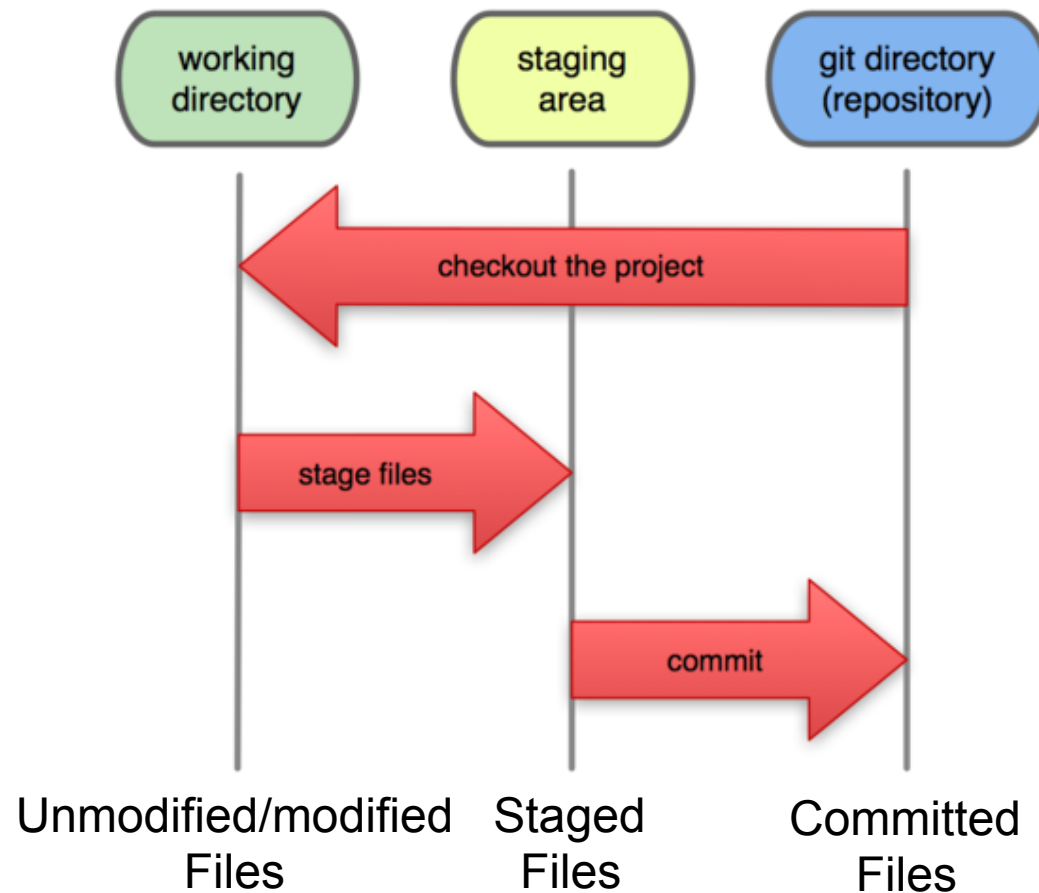 working
directory
staging
area
git directory
(repository)
checkout the project
stage files
commit
Unmodified/modified
Files
Staged
Files
Committed
Files